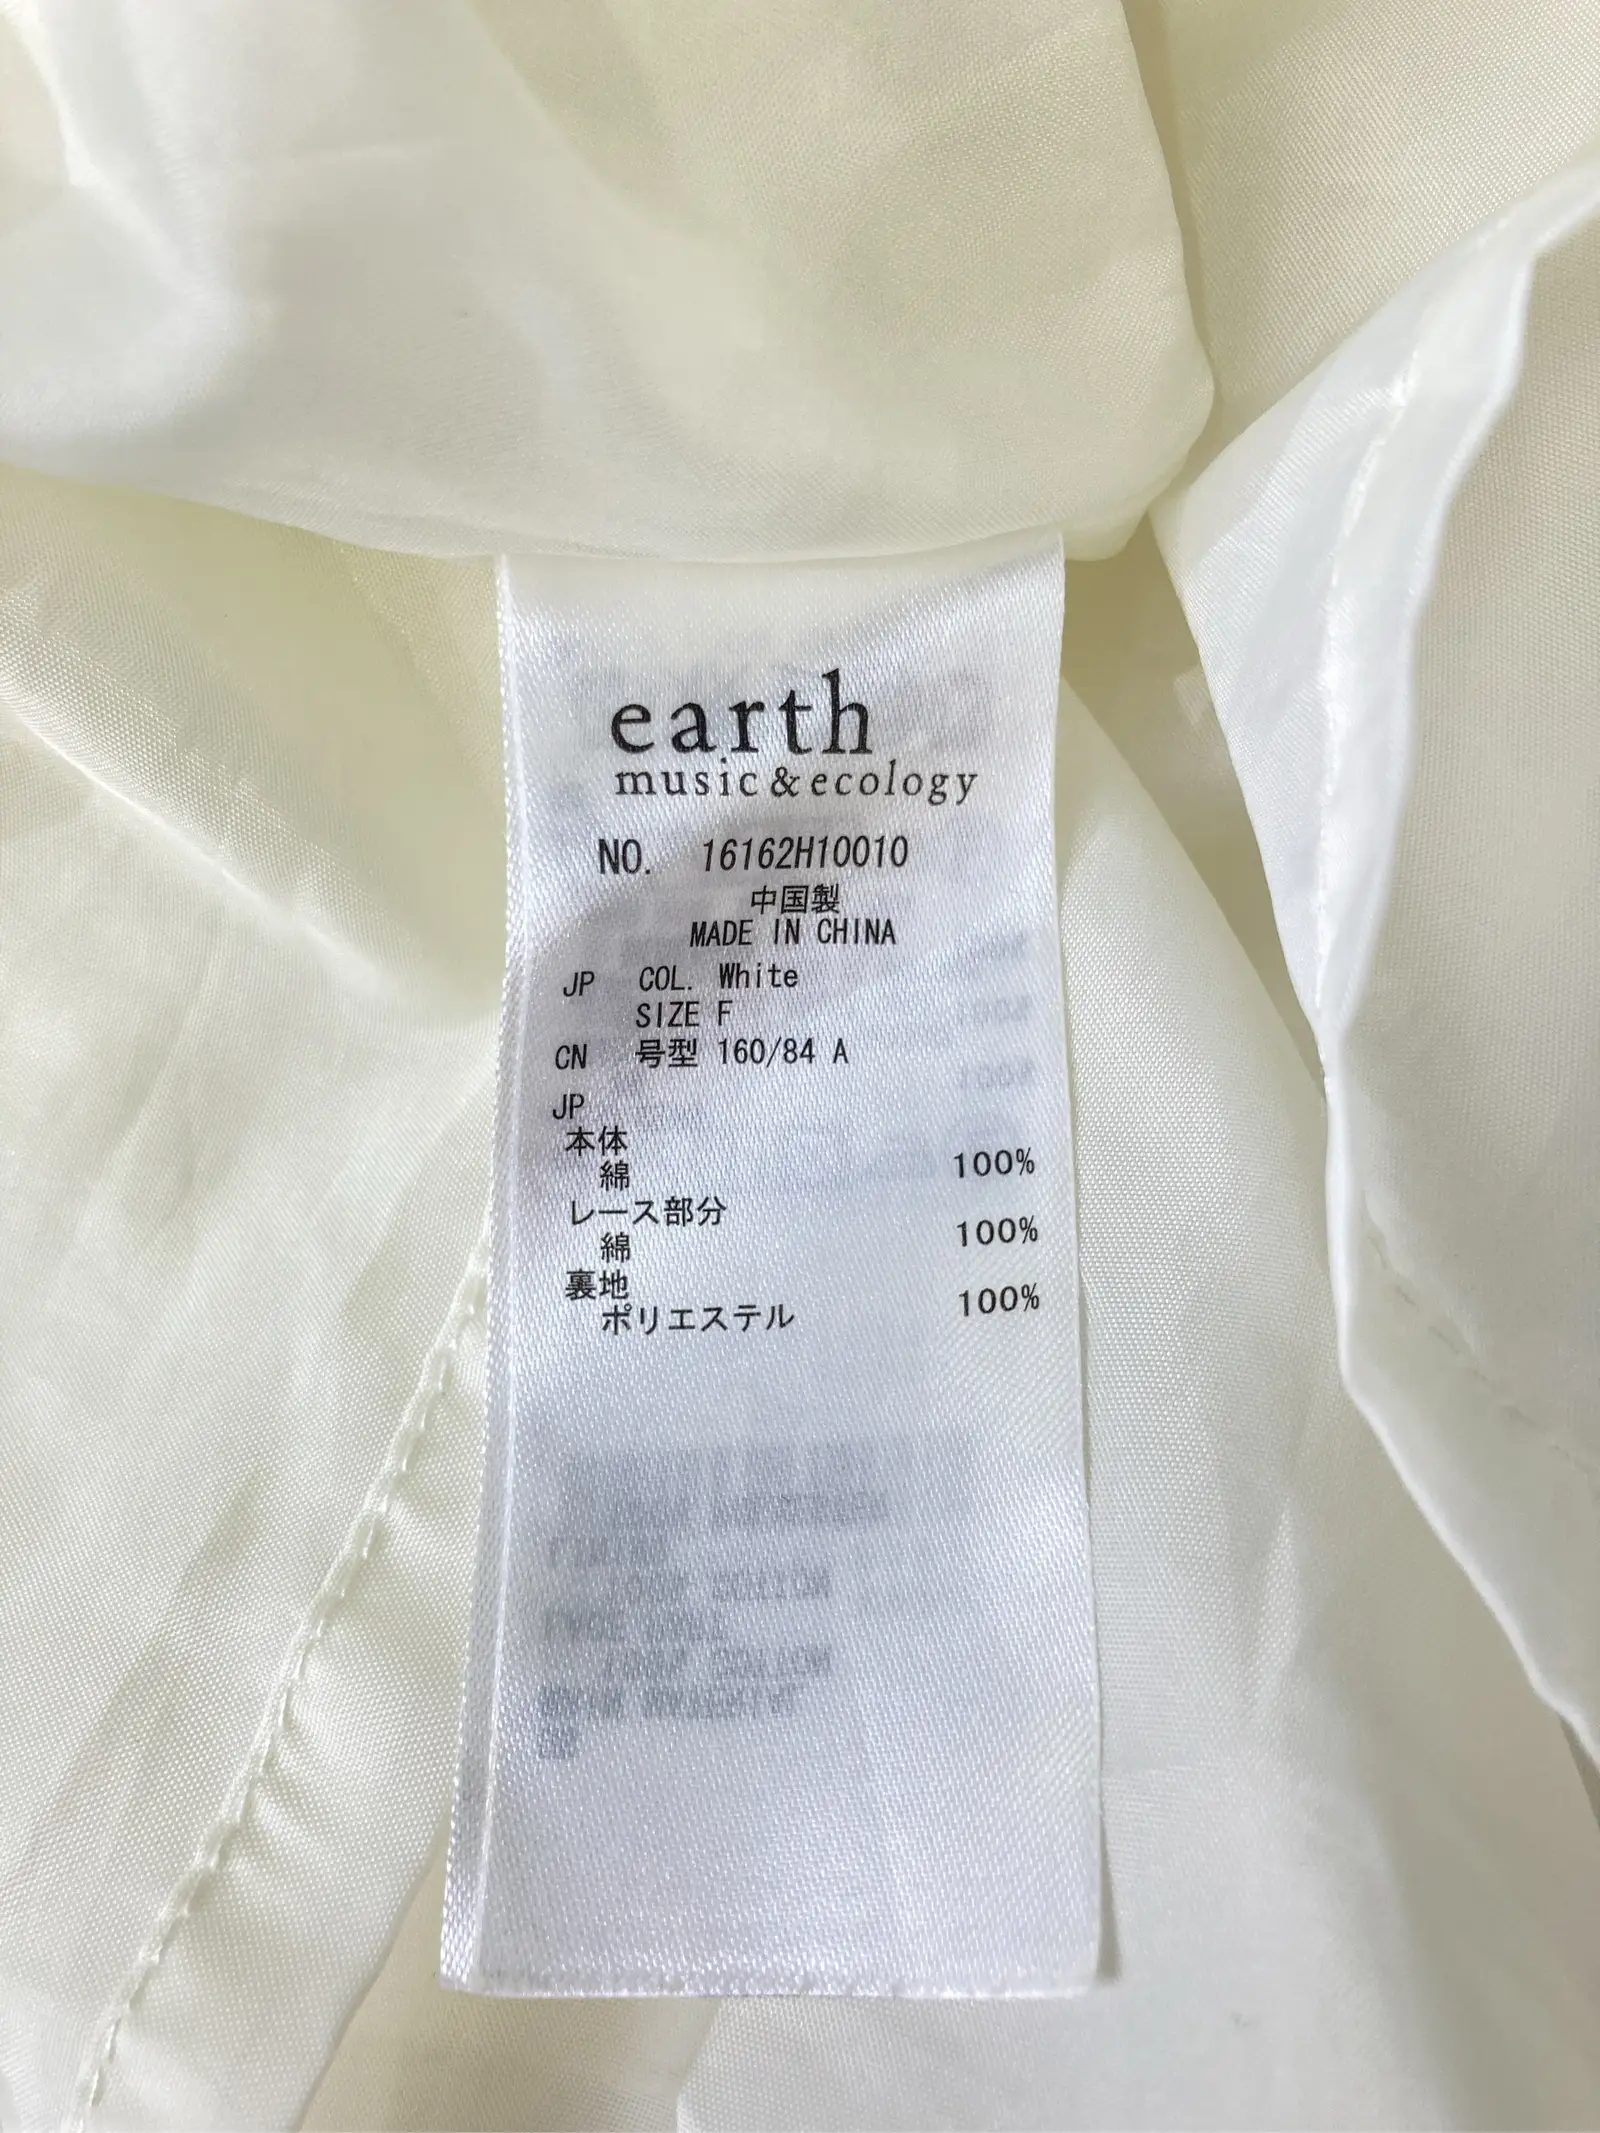 earth
music&ecology
NO. 16162H10010
中国製
MADE IN CHINA
JP COL. White
SIZE F
CN 号型 160/84 A
JP
本体
綿 100%
レース部分
綿 100%
裏地
ポリエステル 100%